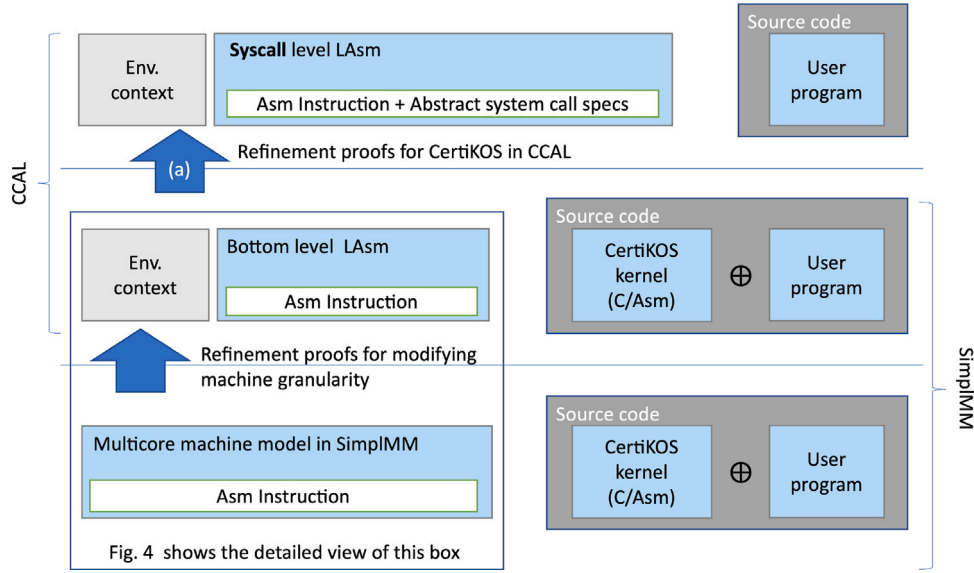 Source code
Env.
context
Syscall level LAsm
Asm Instruction + Abstract system call specs
User
program
(a)
Refinement proofs for CertiKOS in CCAL
CCAL
Source code
Env.
context
Bottom level LAsm
Asm Instruction
CertiKOS
kernel
(C/Asm)
⊕
User
program
Refinement proofs for modifying
machine granularity
SimplMM
Source code
Multicore machine model in SimplMM
Asm Instruction
CertiKOS
kernel
(C/Asm)
⊕
User
program
Fig. 4 shows the detailed view of this box